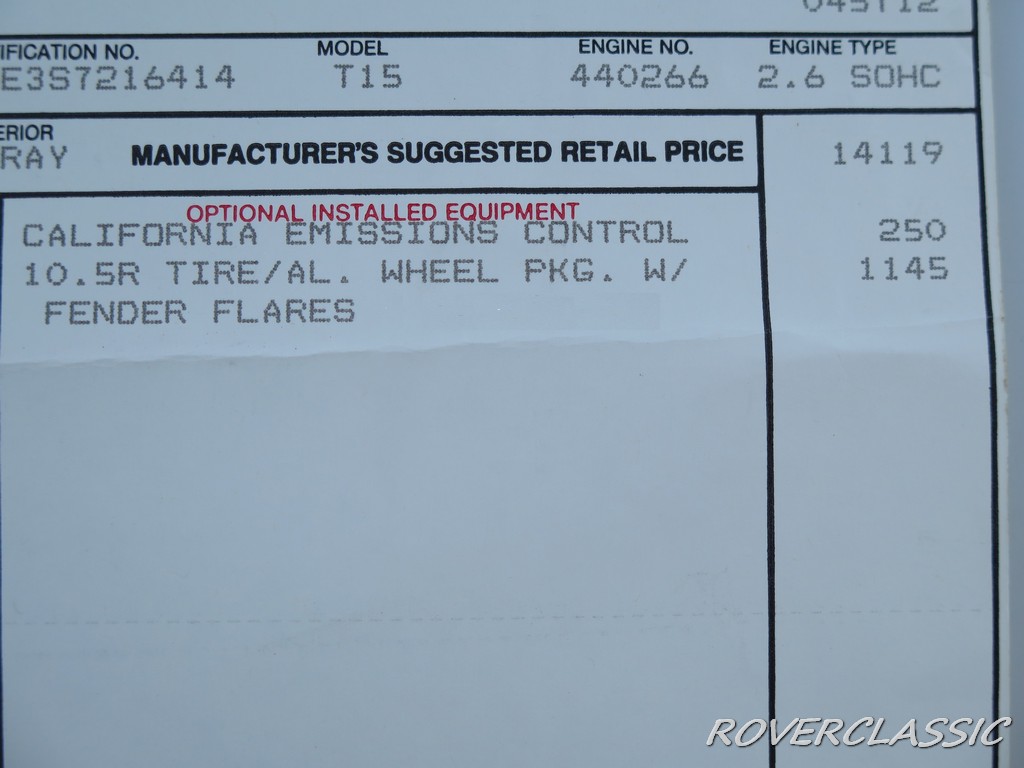 IFICATION NO. MODEL ENGINE NO. ENGINE TYPE
E3S7216414 T15 440266 2.6 SOHC
ERIOR
RAY MANUFACTURER'S SUGGESTED RETAIL PRICE 14119
OPTIONAL INSTALLED EQUIPMENT
CALIFORNIA EMISSIONS CONTROL 250
10.5R TIRE/AL. WHEEL PKG. W/ 1145
FENDER FLARES
ROVERCLASSIC